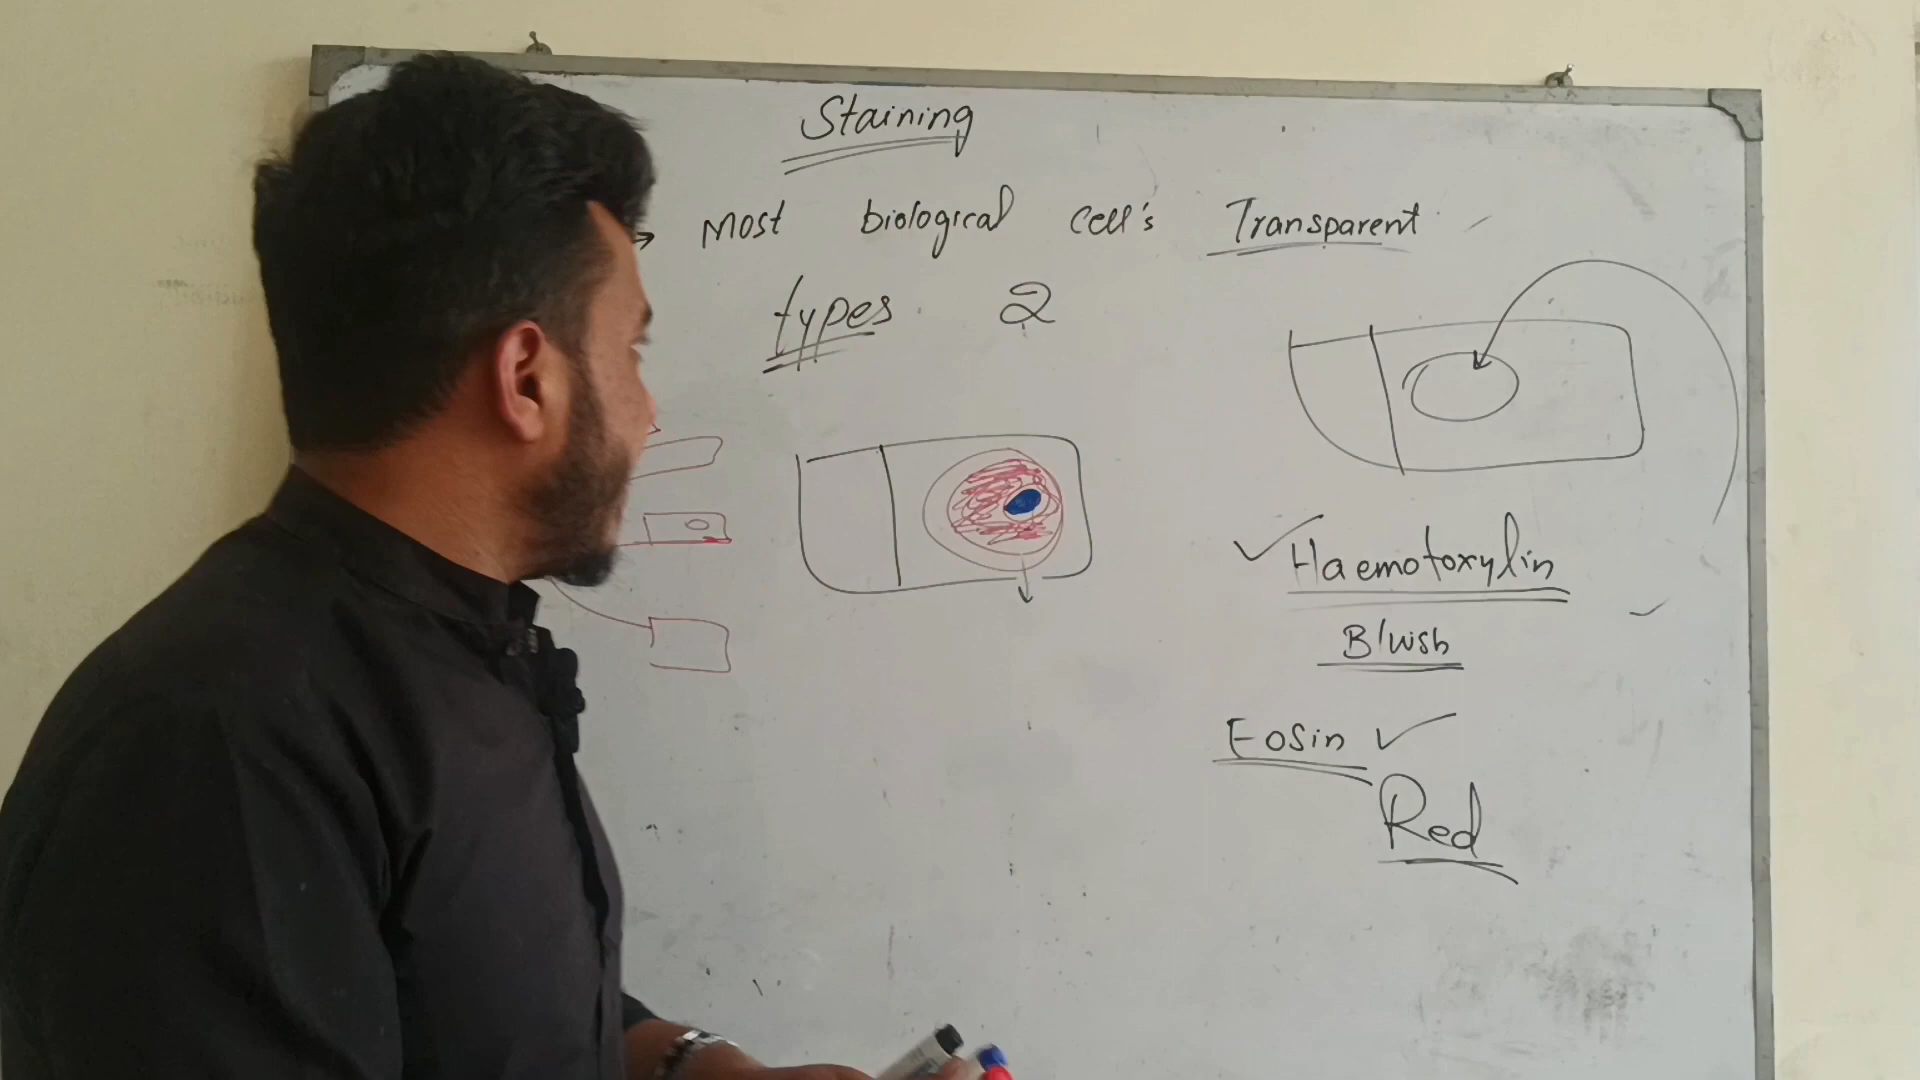 Staining
→ Most biological cell's Transparent
types 2
Haemotoxylin
Bluish
Eosin
Red